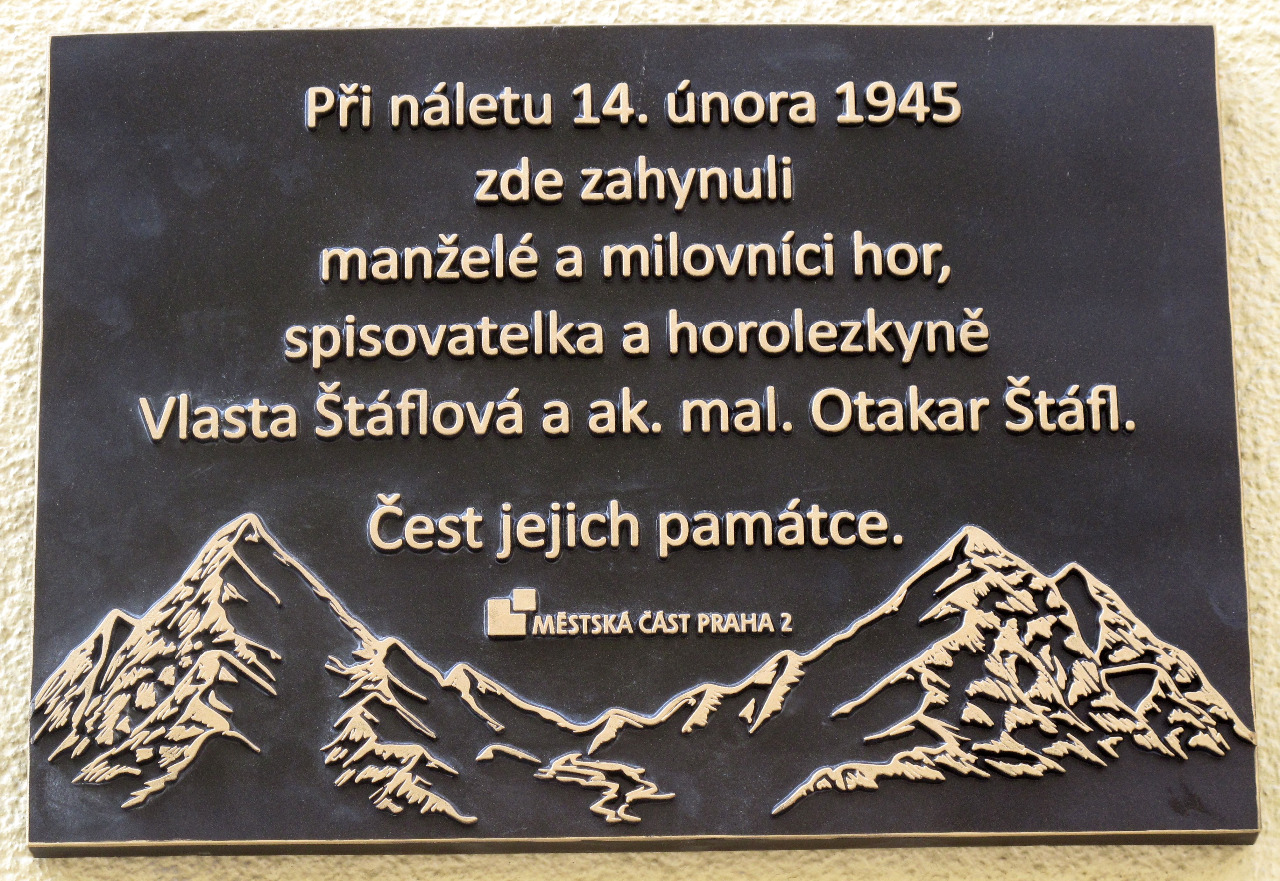 Při náletu 14. února 1945
zde zahynuli
manželé a milovníci hor,
spisovatelka a horolezkyně
Vlasta Štáflová a ak. mal. Otakar Štáfl.
Čest jejich památce.
MĚSTSKÁ ČÁST PRAHA 2